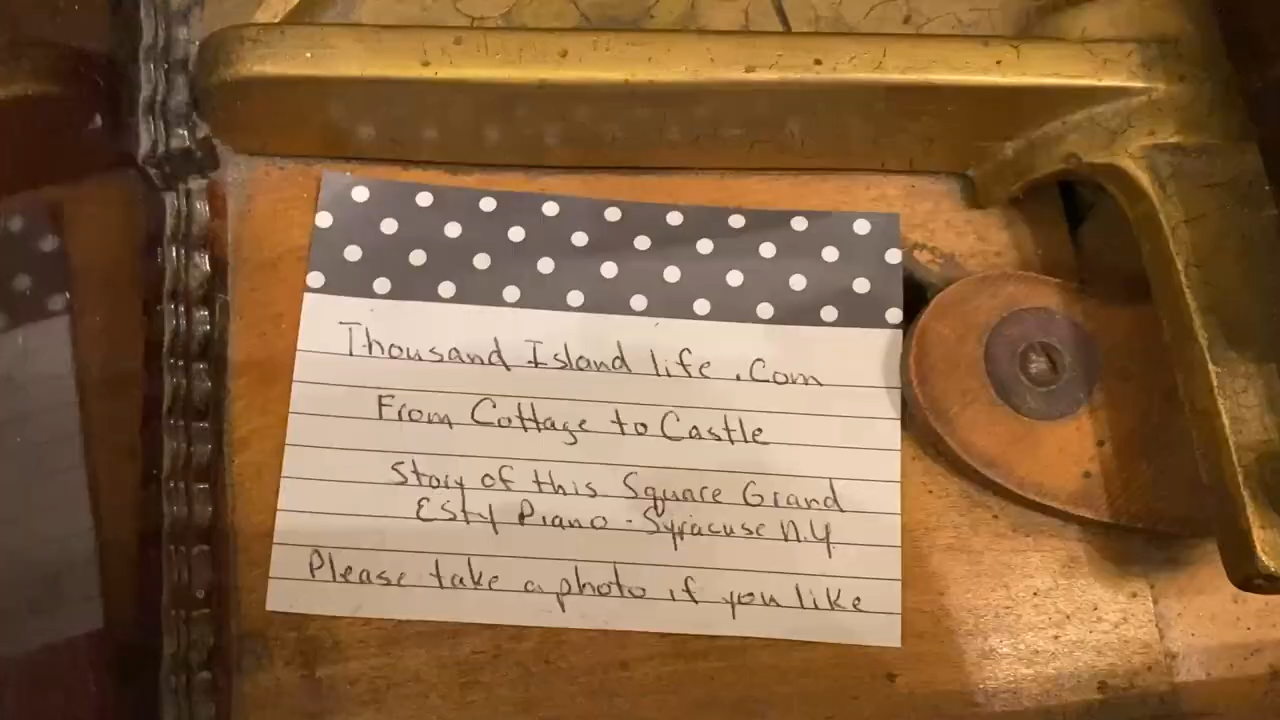 Thousand Island life .Com
From Cottage to Castle
Story of this Square Grand
Esty Piano - Syracuse N.Y.
Please take a photo if you like